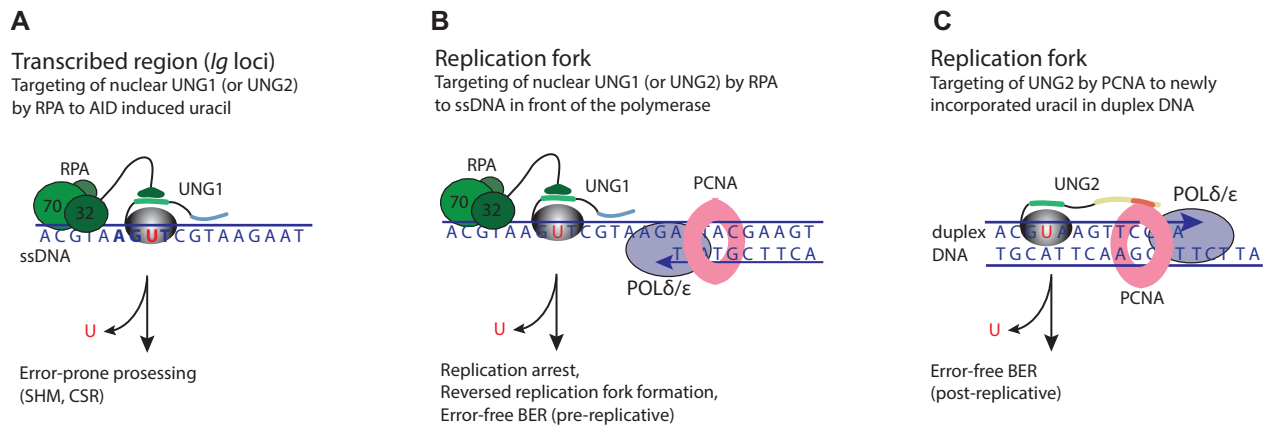 A
Transcribed region (Ig loci)
Targeting of nuclear UNG1 (or UNG2)
by RPA to AID induced uracil
RPA
70
32
UNG1
A C G T A A G U T C G T A A G A A T
ssDNA
U
Error-prone prosessing
(SHM, CSR)
B
Replication fork
Targeting of nuclear UNG1 (or UNG2) by RPA
to ssDNA in front of the polymerase
RPA
70
32
UNG1
PCNA
A C G T A A G U T C G T A A G A T A C G A A G T
T A T G C T T C A
POLδ/ε
U
Replication arrest,
Reversed replication fork formation,
Error-free BER (pre-replicative)
C
Replication fork
Targeting of UNG2 by PCNA to newly
incorporated uracil in duplex DNA
UNG2
POLδ/ε
duplex
DNA
A C G U A A G T T C G A
T G C A T T C A A G C T T C T T A
PCNA
U
Error-free BER
(post-replicative)